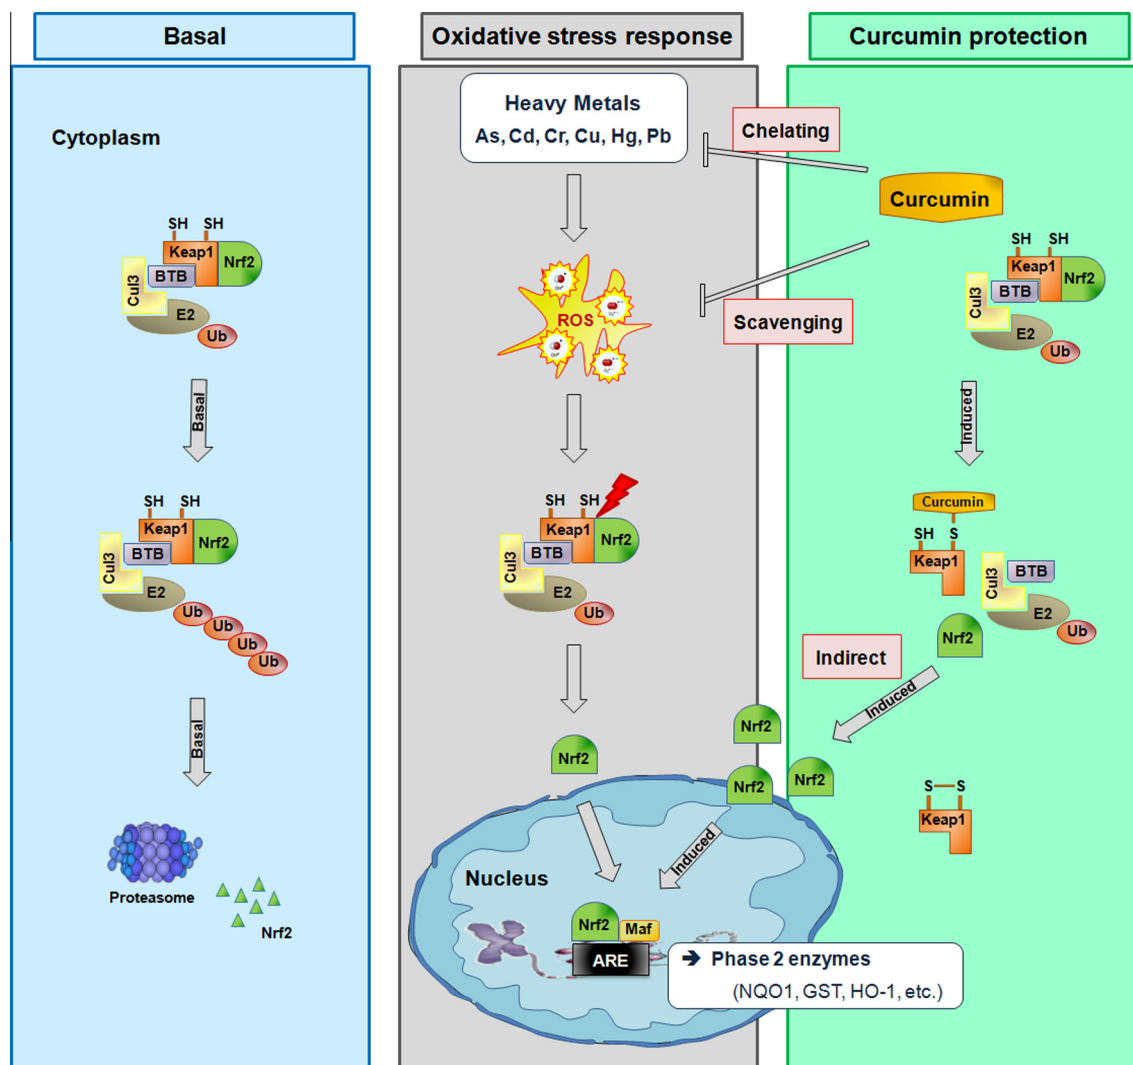 Basal
Oxidative stress response
Curcumin protection
Cytoplasm
SH SH
Keap1
Nrf2
BTB
Cul3
E2
Ub
Basal
SH SH
Keap1
Nrf2
BTB
Cul3
E2
Ub
Ub
Ub
Ub
Basal
Proteasome
Nrf2
Heavy Metals
As, Cd, Cr, Cu, Hg, Pb
ROS
SH SH
Keap1
Nrf2
BTB
Cul3
E2
Ub
Nrf2
Nrf2
Nrf2
Nrf2
Induced
Nucleus
Nrf2
Maf
ARE
➔ Phase 2 enzymes
(NQO1, GST, HO-1, etc.)
Chelating
Curcumin
Scavenging
SH SH
Keap1
Nrf2
BTB
Cul3
E2
Ub
Induced
Curcumin
SH S
Keap1
Cul3
BTB
E2
Ub
Nrf2
Indirect
Induced
S S
Keap1